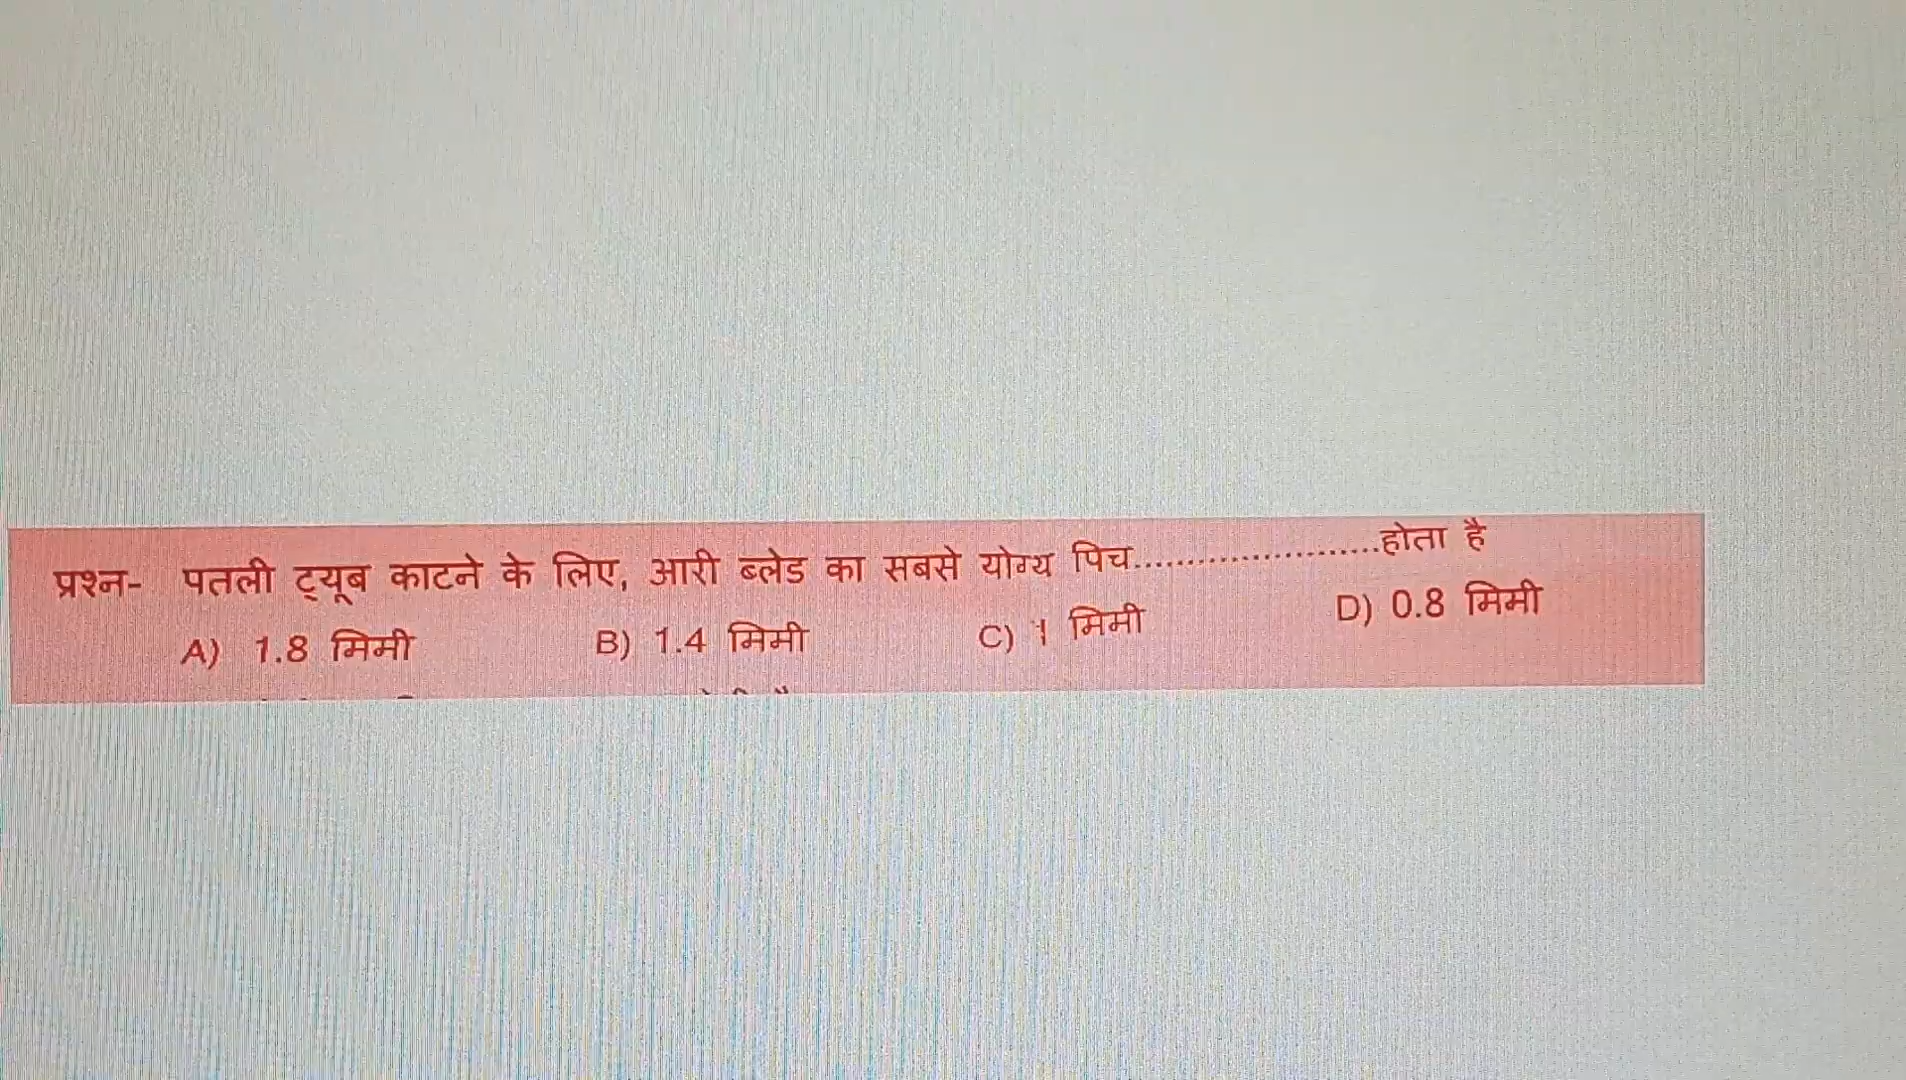 प्रश्न- पतली ट्यूब काटने के लिए, आरी ब्लेड का सबसे योग्य पिच......................होता है
A) 1.8 मिमी B) 1.4 मिमी C) 1 मिमी D) 0.8 मिमी